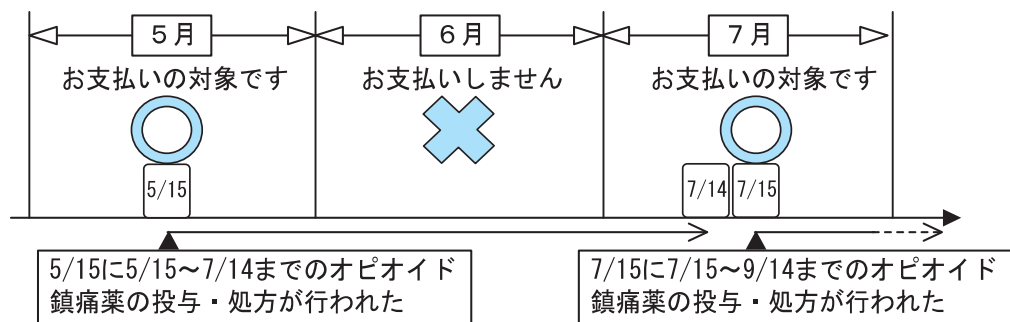 5月
6月
7月
お支払いの対象です
お支払いしません
お支払いの対象です
5/15
7/14
7/15
5/15に5/15～7/14までのオピオイド
鎮痛薬の投与・処方が行われた
7/15に7/15～9/14までのオピオイド
鎮痛薬の投与・処方が行われた